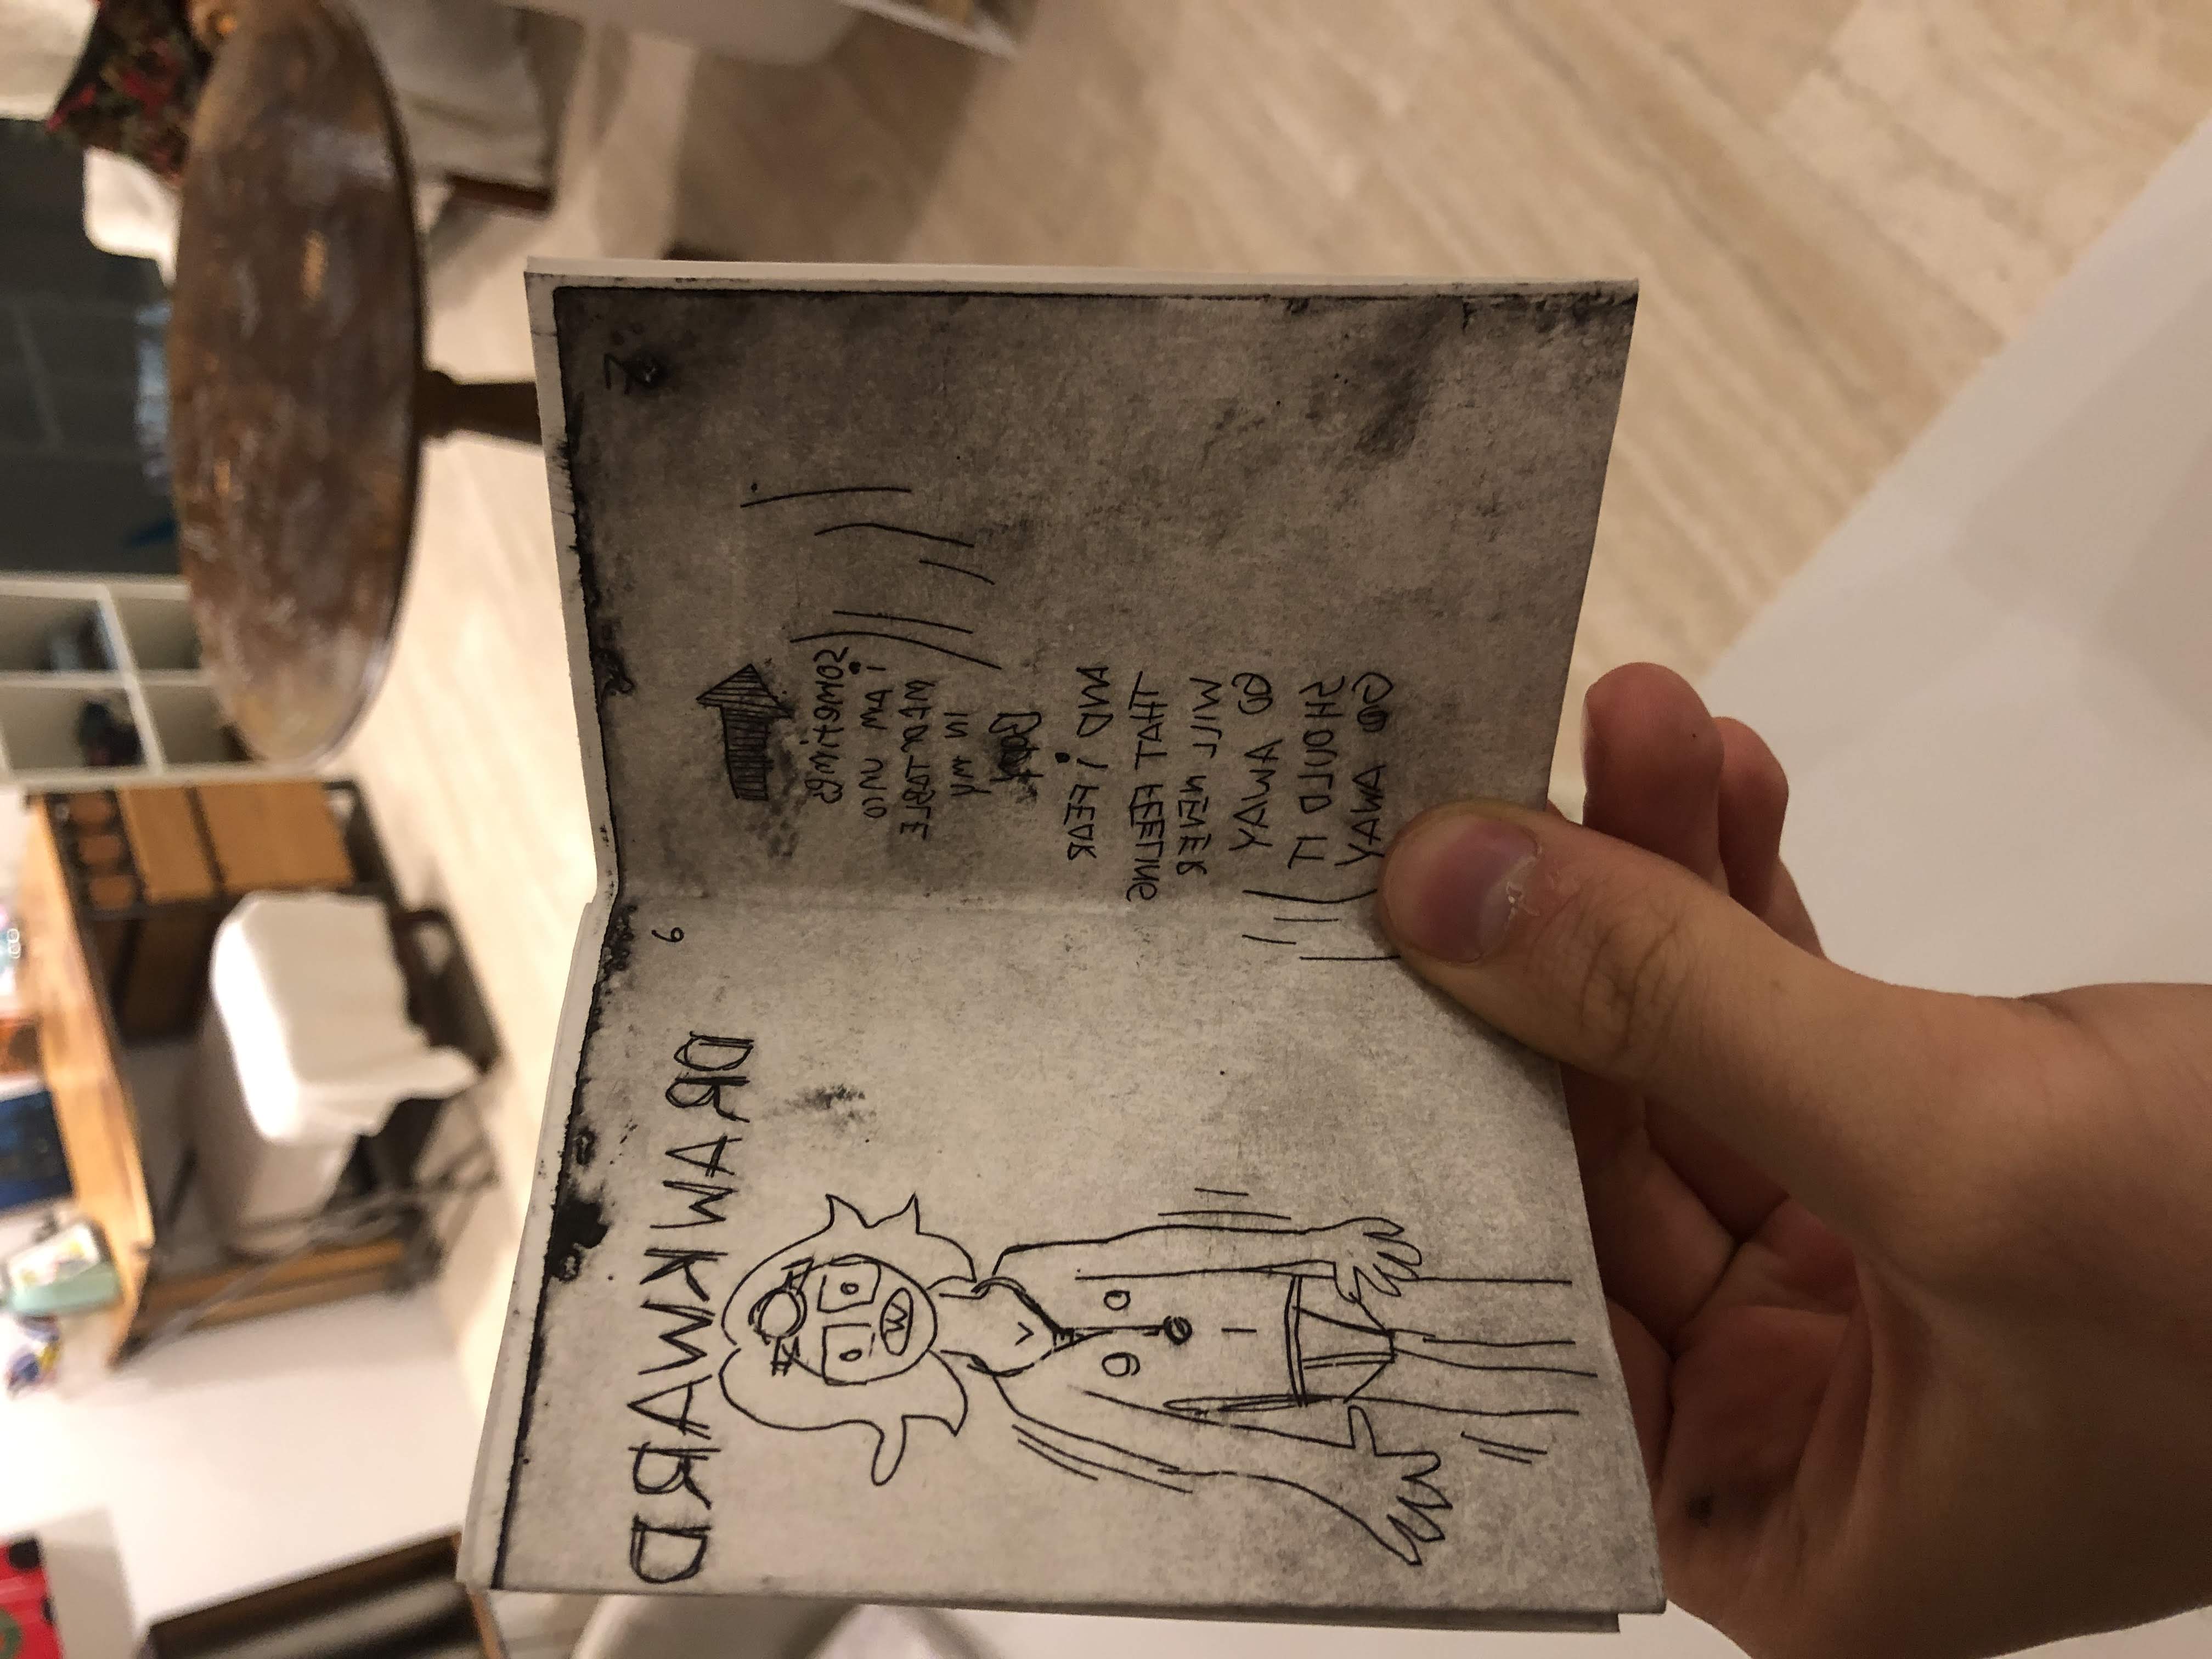 DRAWKWARD
6
SOMETIMES
i AM UNCO
MFORTABLE
IN MY
BODY
AND i FEAR
THAT FEELING
WILL NEVER
GO AWAY
SHOULD IT
GO AWAY